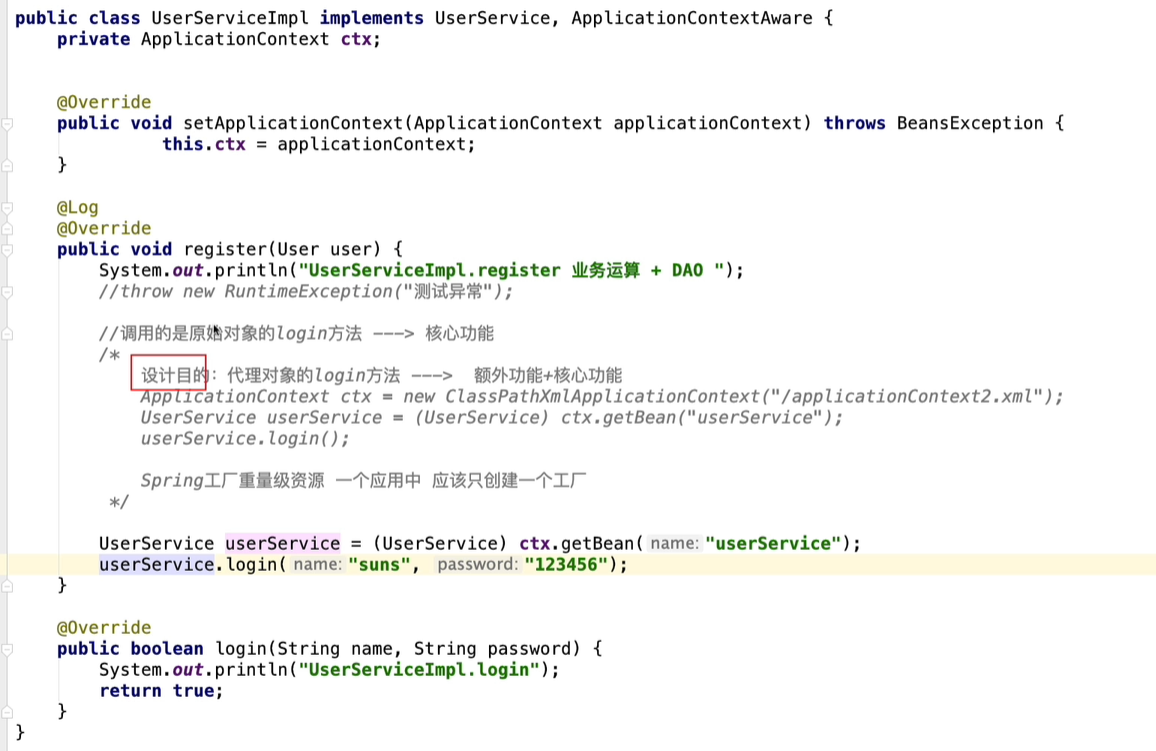 public class UserServiceImpl implements UserService, ApplicationContextAware {
private ApplicationContext ctx;
@Override
public void setApplicationContext(ApplicationContext applicationContext) throws BeansException {
this.ctx = applicationContext;
}
@Log
@Override
public void register(User user) {
System.out.println("UserServiceImpl.register 业务运算 + DAO ");
//throw new RuntimeException("测试异常");
//调用的是原始对象的login方法 ---> 核心功能
/*
设计目的: 代理对象的login方法 ---> 额外功能+核心功能
ApplicationContext ctx = new ClassPathXmlApplicationContext("/applicationContext2.xml");
UserService userService = (UserService) ctx.getBean("userService");
userService.login();
Spring工厂重量级资源 一个应用中 应该只创建一个工厂
*/
UserService userService = (UserService) ctx.getBean( name: "userService");
userService.login( name: "suns", password: "123456");
}
@Override
public boolean login(String name, String password) {
System.out.println("UserServiceImpl.login");
return true;
}
}